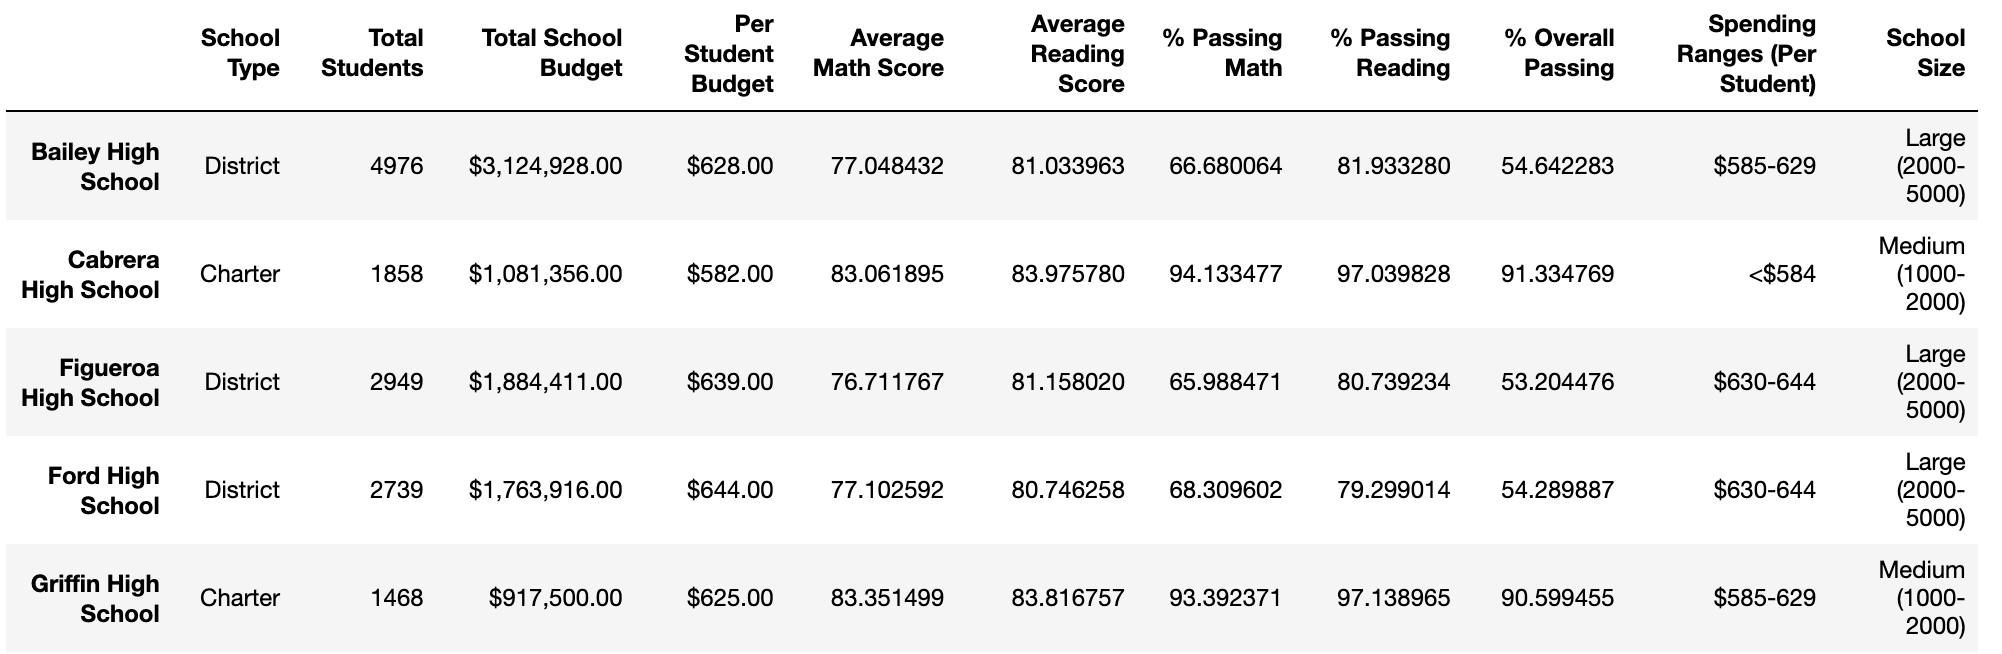 School Type Total Students Total School Budget Per Student Budget Average Math Score Average Reading Score % Passing Math % Passing Reading % Overall Passing Spending Ranges (Per Student) School Size
Bailey High School District 4976 $3,124,928.00 $628.00 77.048432 81.033963 66.680064 81.933280 54.642283 $585-629 Large (2000-5000)
Cabrera High School Charter 1858 $1,081,356.00 $582.00 83.061895 83.975780 94.133477 97.039828 91.334769 <$584 Medium (1000-2000)
Figueroa High School District 2949 $1,884,411.00 $639.00 76.711767 81.158020 65.988471 80.739234 53.204476 $630-644 Large (2000-5000)
Ford High School District 2739 $1,763,916.00 $644.00 77.102592 80.746258 68.309602 79.299014 54.289887 $630-644 Large (2000-5000)
Griffin High School Charter 1468 $917,500.00 $625.00 83.351499 83.816757 93.392371 97.138965 90.599455 $585-629 Medium (1000-2000)